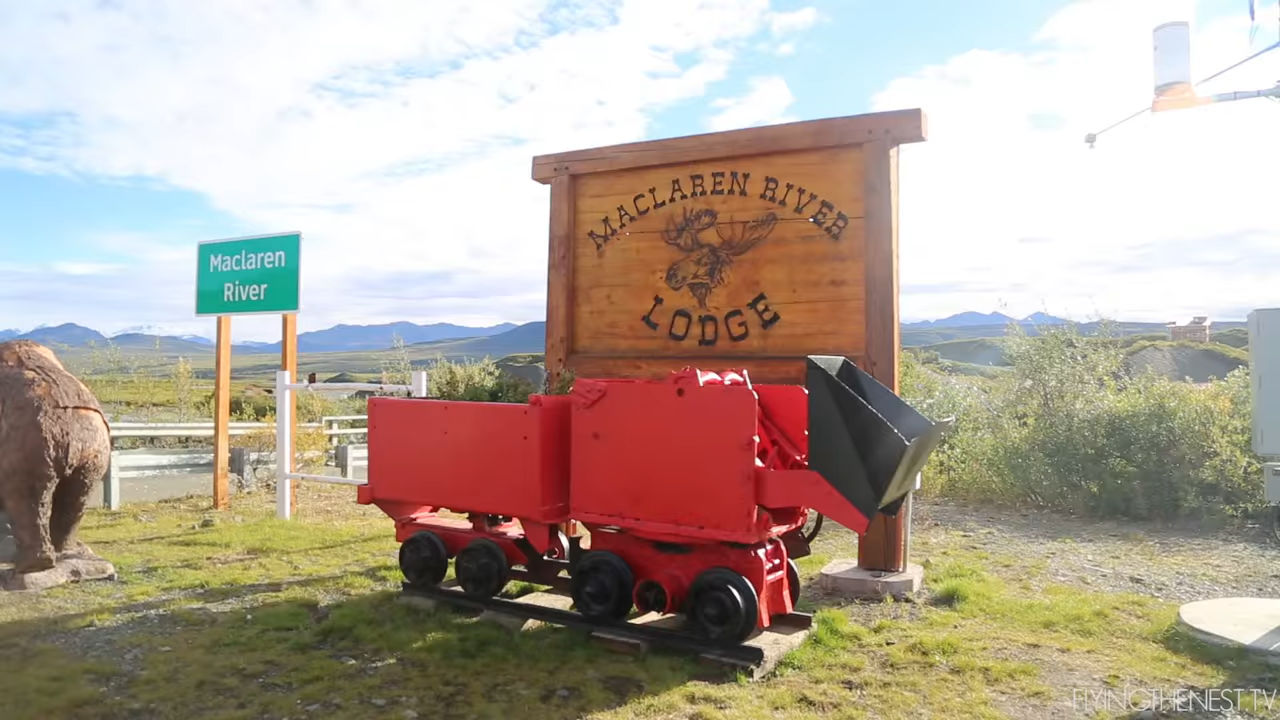 Maclaren
River
MACLAREN RIVER
LODGE
FLYINGTHENEST.TV